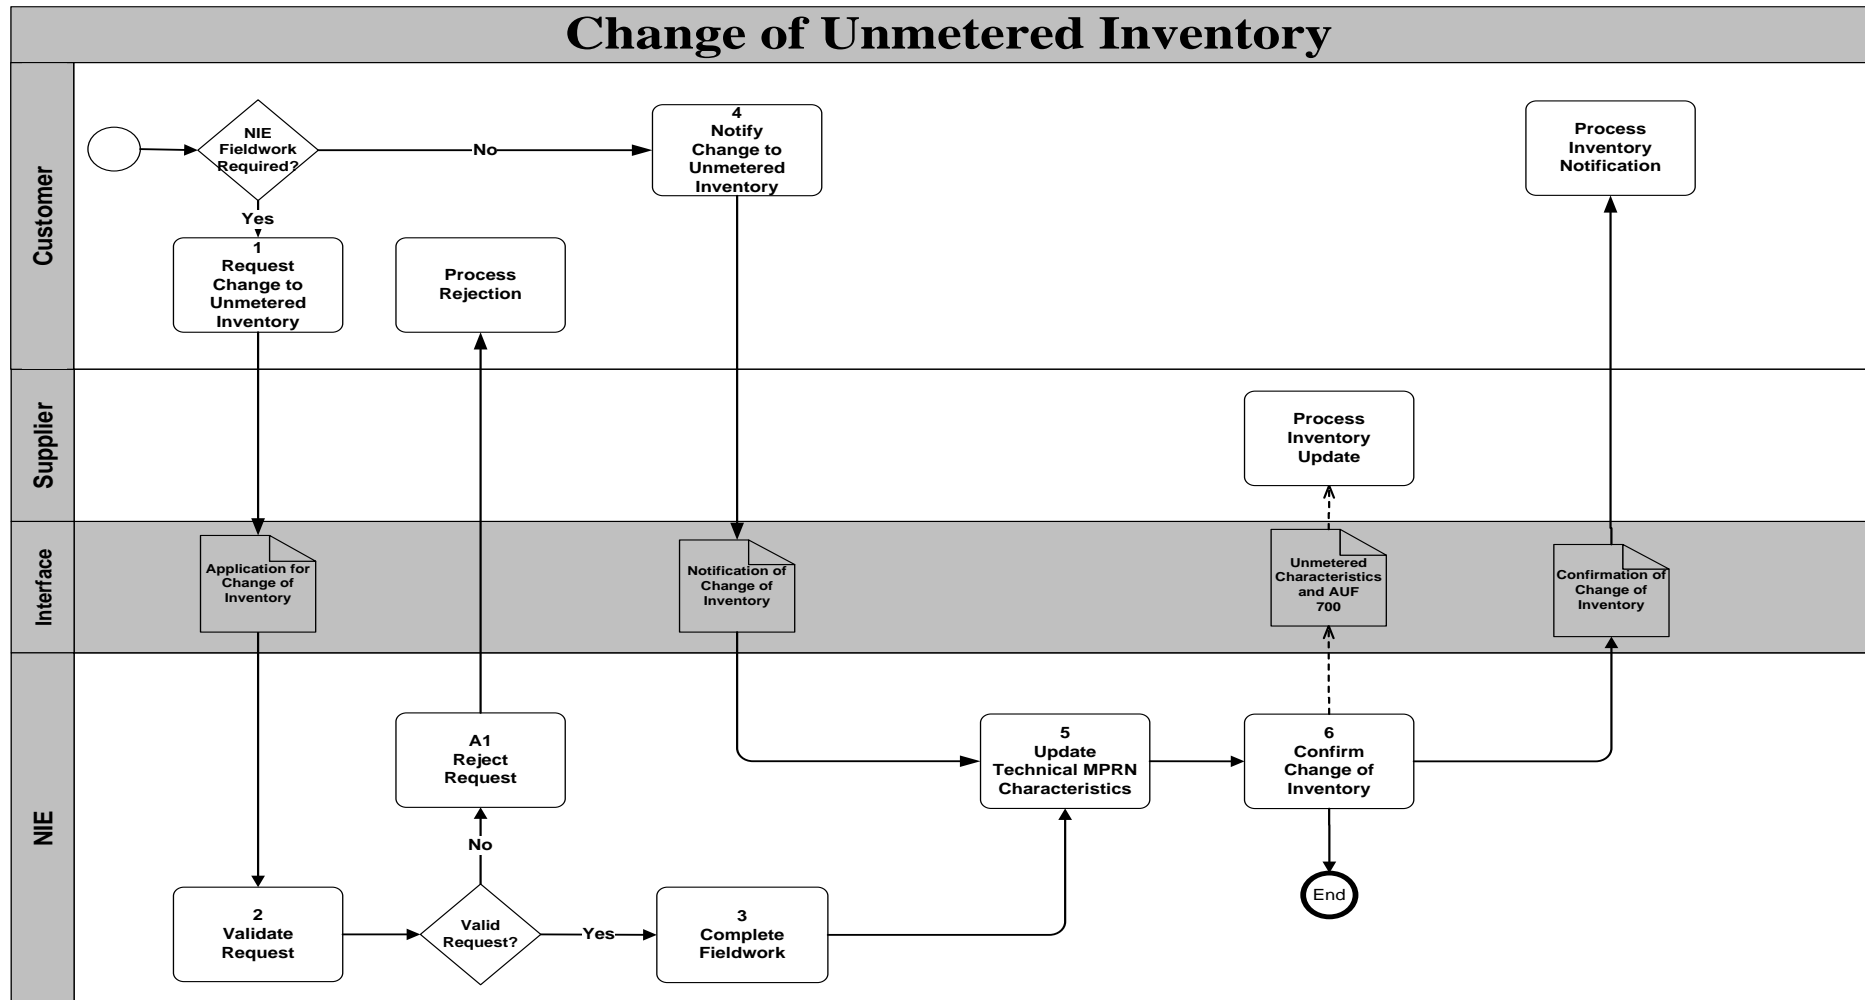 Change of Unmetered Inventory
Customer
NIE
Fieldwork
Required?
No
Yes
1
Request
Change to
Unmetered
Inventory
Process
Rejection
4
Notify
Change to
Unmetered
Inventory
Process
Inventory
Notification
Supplier
Process
Inventory
Update
Interface
Application for
Change of
Inventory
Notification of
Change of
Inventory
Unmetered
Characteristics
and AUF
700
Confirmation of
Change of
Inventory
NIE
A1
Reject
Request
No
2
Validate
Request
Valid
Request?
Yes
3
Complete
Fieldwork
5
Update
Technical MPRN
Characteristics
6
Confirm
Change of
Inventory
End